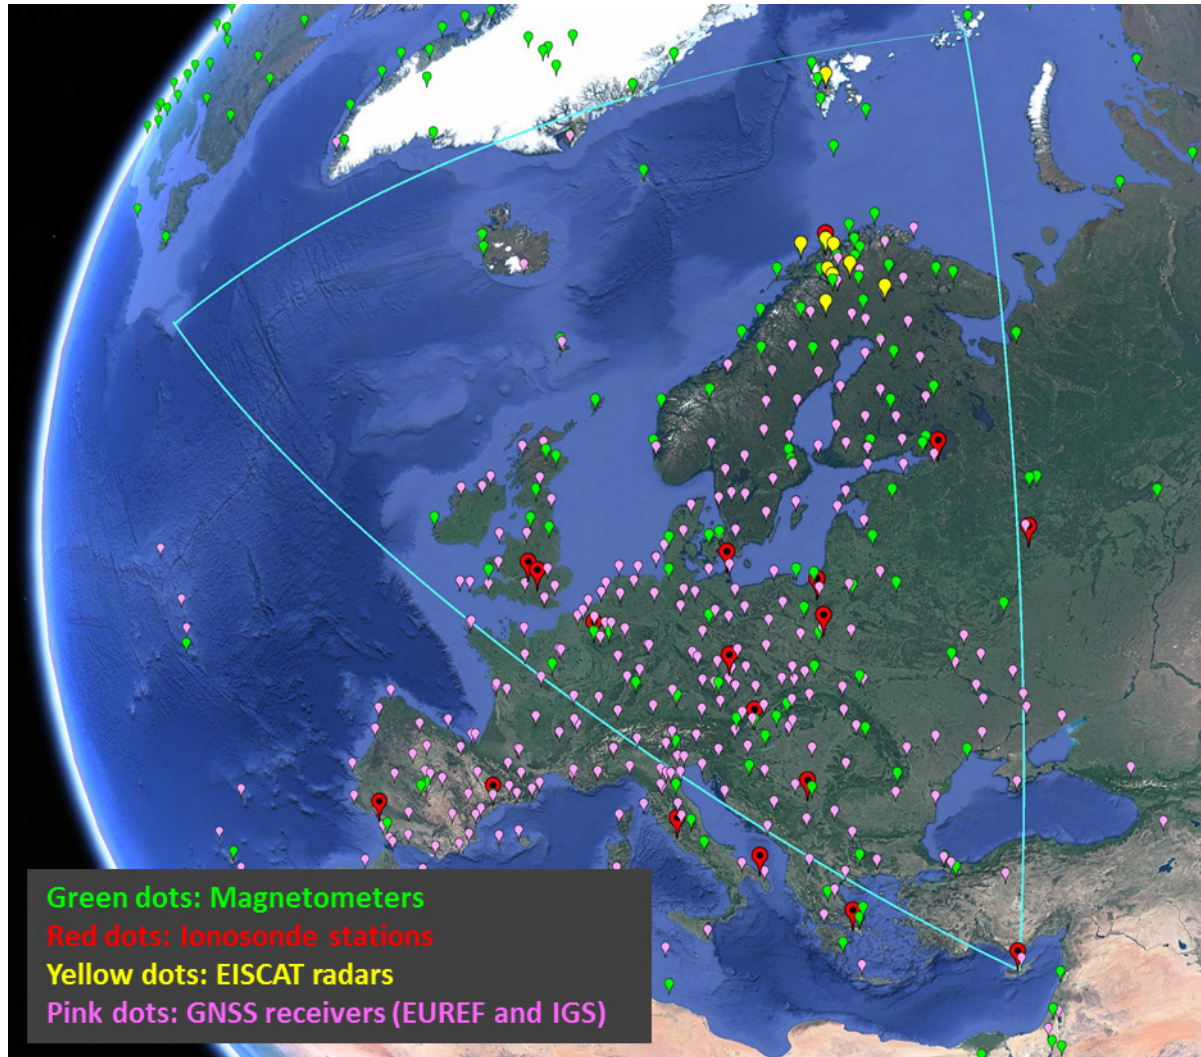 Green dots: Magnetometers
Red dots: Ionosonde stations
Yellow dots: EISCAT radars
Pink dots: GNSS receivers (EUREF and IGS)